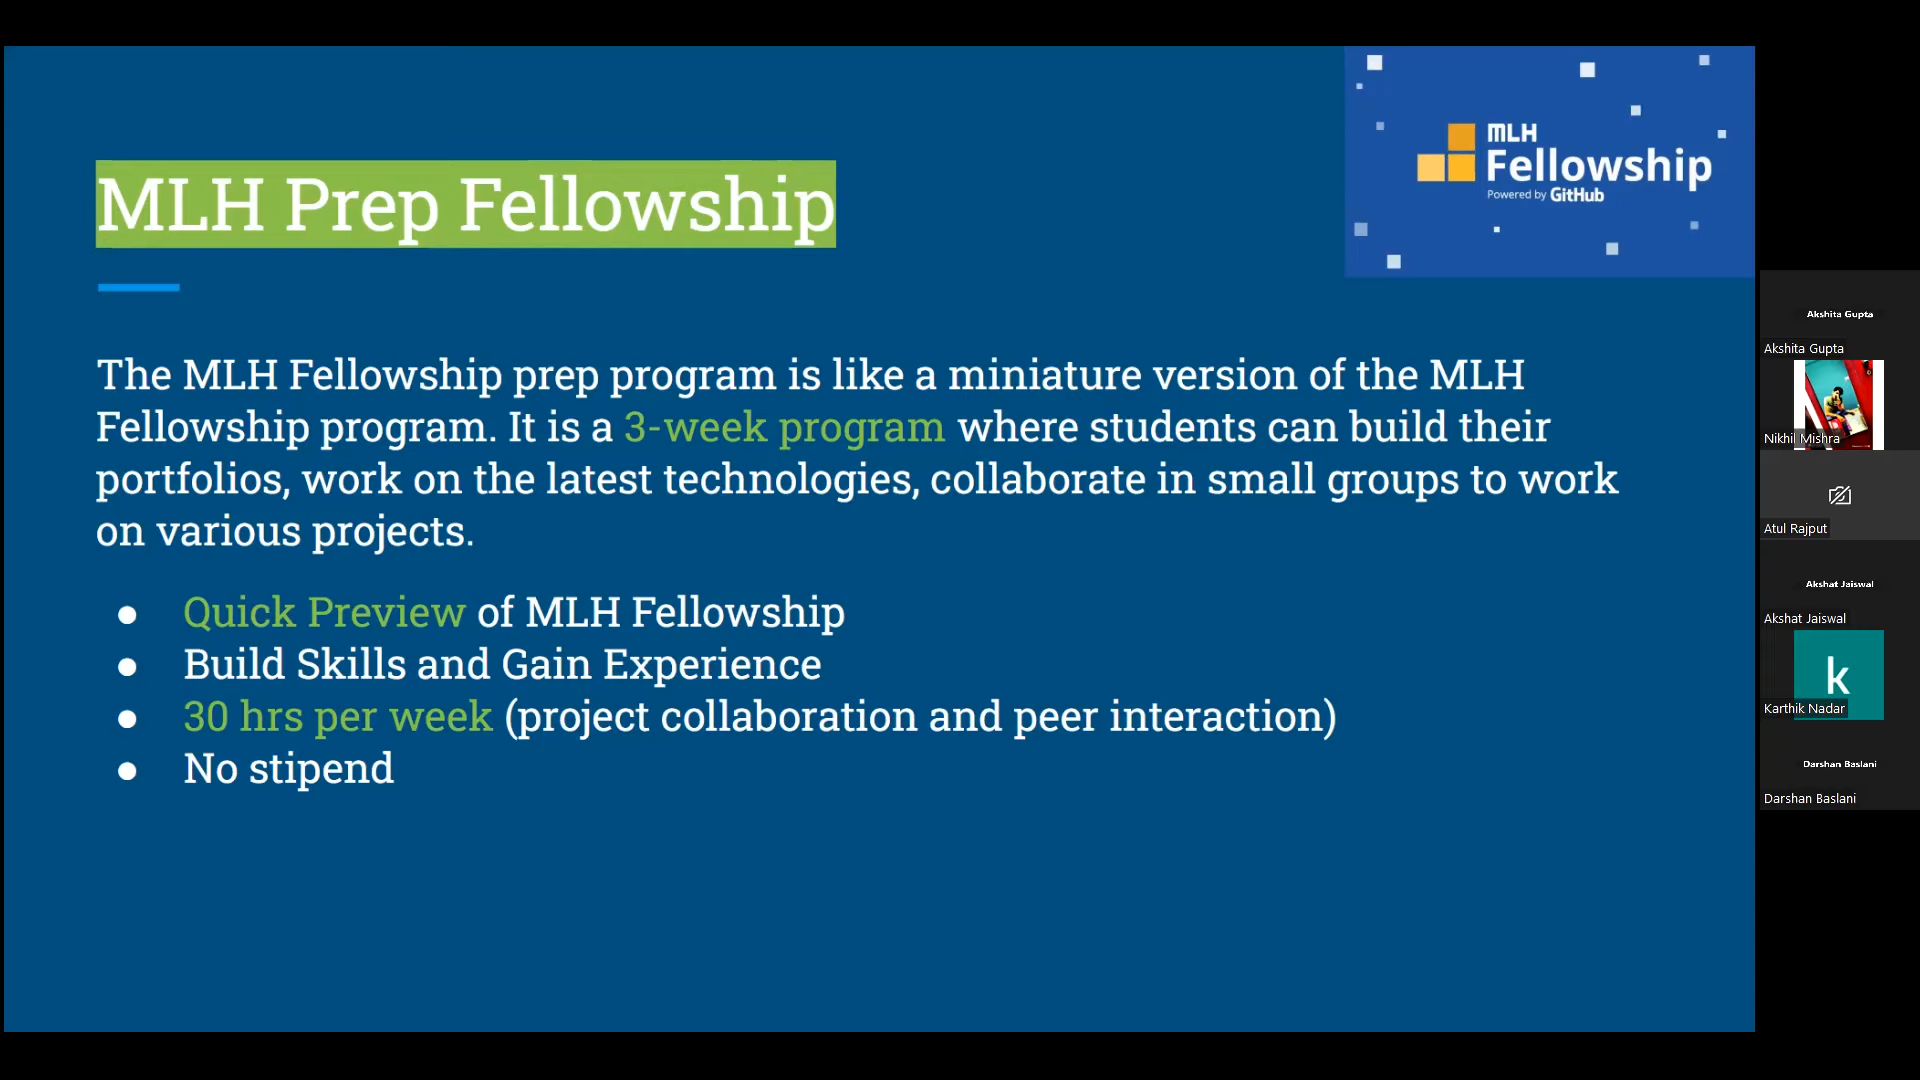 MLH Prep Fellowship
MLH
Fellowship
Powered by GitHub
The MLH Fellowship prep program is like a miniature version of the MLH
Fellowship program. It is a 3-week program where students can build their
portfolios, work on the latest technologies, collaborate in small groups to work
on various projects.
● Quick Preview of MLH Fellowship
● Build Skills and Gain Experience
● 30 hrs per week (project collaboration and peer interaction)
● No stipend
Akshita Gupta
Akshita Gupta
Nikhil Mishra
Atul Rajput
Akshat Jaiswal
Akshat Jaiswal
k
Karthik Nadar
Darshan Baslani
Darshan Baslani